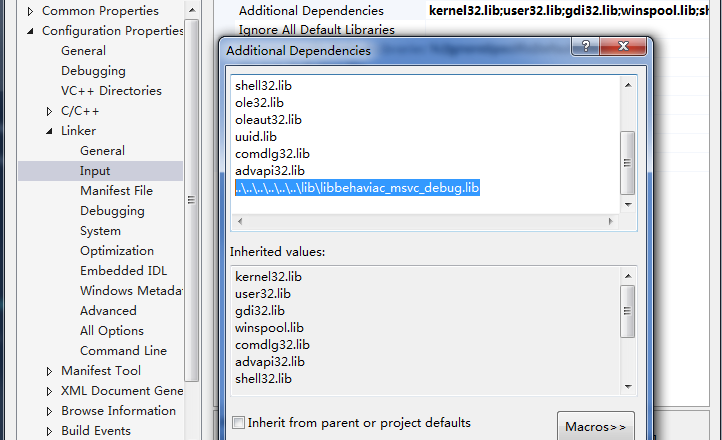 Common Properties
Configuration Properties
General
Debugging
VC++ Directories
C/C++
Linker
General
Input
Manifest File
Debugging
System
Optimization
Embedded IDL
Windows Metada
Advanced
All Options
Command Line
Manifest Tool
XML Document Gene
Browse Information
Build Events
Additional Dependencies kernel32.lib;user32.lib;gdi32.lib;winspool.lib;sh
Ignore All Default Libraries
Additional Dependencies
shell32.lib
ole32.lib
oleaut32.lib
uuid.lib
comdlg32.lib
advapi32.lib
..\..\..\..\..\..\lib\libbehaviac_msvc_debug.lib
Inherited values:
kernel32.lib
user32.lib
gdi32.lib
winspool.lib
comdlg32.lib
advapi32.lib
shell32.lib
Inherit from parent or project defaults
Macros>>